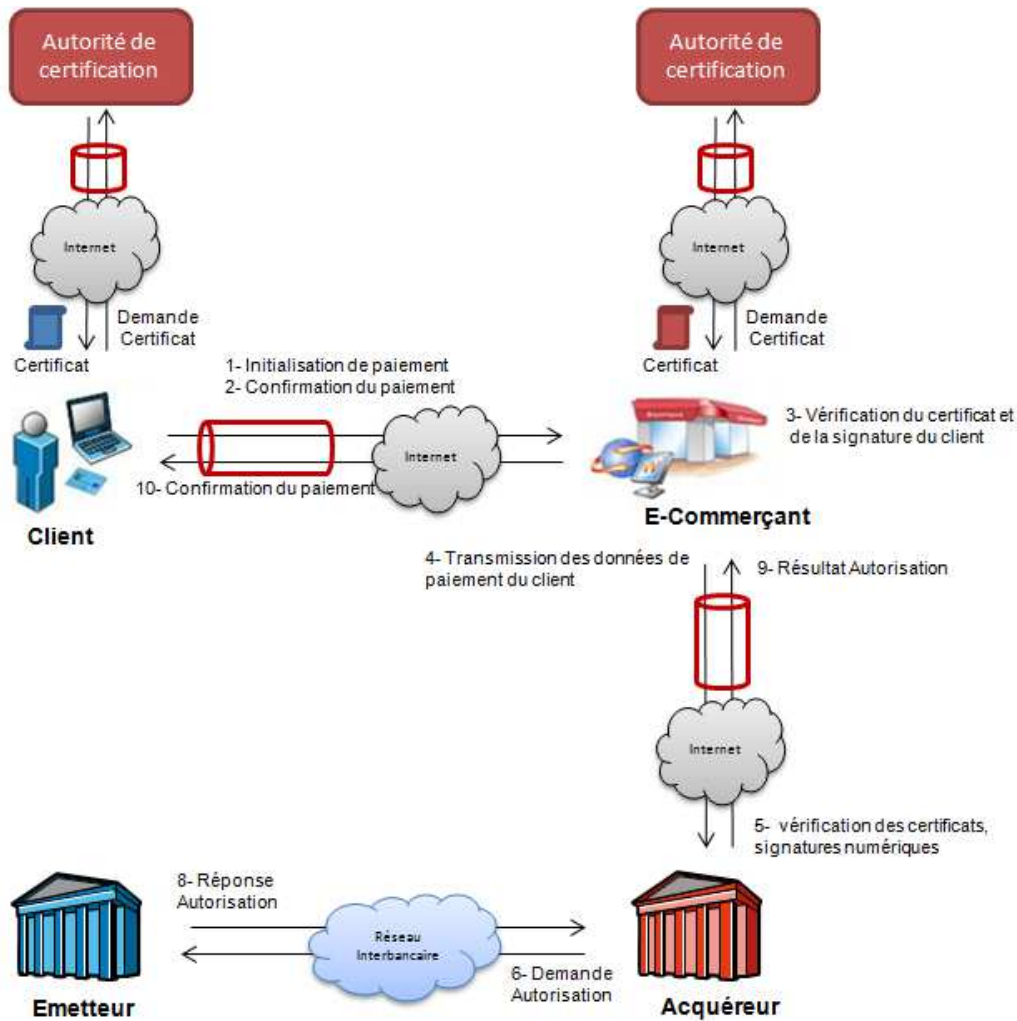 Autorité de
certification
Autorité de
certification
Internet
Internet
Demande
Certificat
Certificat
Demande
Certificat
Certificat
1- Initialisation de paiement
2- Confirmation du paiement
Internet
10- Confirmation du paiement
3- Vérification du certificat et
de la signature du client
Client
E-Commerçant
4- Transmission des données de
paiement du client
9- Résultat Autorisation
Internet
5- vérification des certificats,
signatures numériques
8- Réponse
Autorisation
Réseau
Interbancaire
6- Demande
Autorisation
Emetteur
Acquéreur